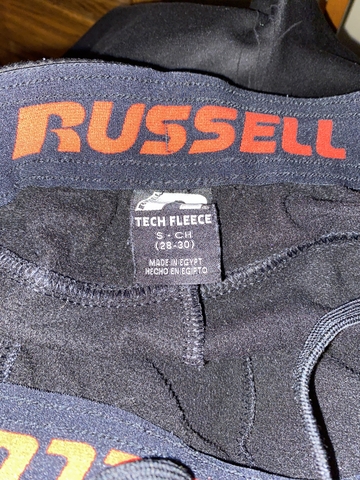 RUSSELL
TECH FLEECE
S - CH
(28-30)
MADE IN EGYPT
HECHO EN EGIPTO